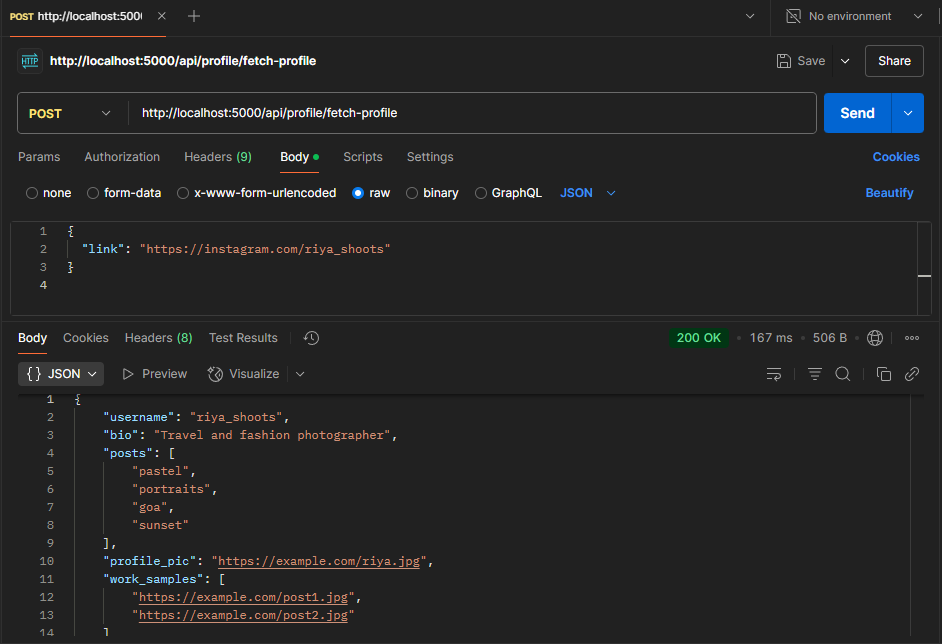 POST http://localhost:500
No environment
HTTP http://localhost:5000/api/profile/fetch-profile Save Share
POST http://localhost:5000/api/profile/fetch-profile Send
Params Authorization Headers (9) Body Scripts Settings Cookies
none form-data x-www-form-urlencoded raw binary GraphQL JSON Beautify
1 {
2 "link": "https://instagram.com/riya_shoots"
3 }
4
Body Cookies Headers (8) Test Results 200 OK • 167 ms • 506 B •
{} JSON Preview Visualize
1 {
2 "username": "riya_shoots",
3 "bio": "Travel and fashion photographer",
4 "posts": [
5 "pastel",
6 "portraits",
7 "goa",
8 "sunset"
9 ],
10 "profile_pic": "https://example.com/riya.jpg",
11 "work_samples": [
12 "https://example.com/post1.jpg",
13 "https://example.com/post2.jpg"
14 ]